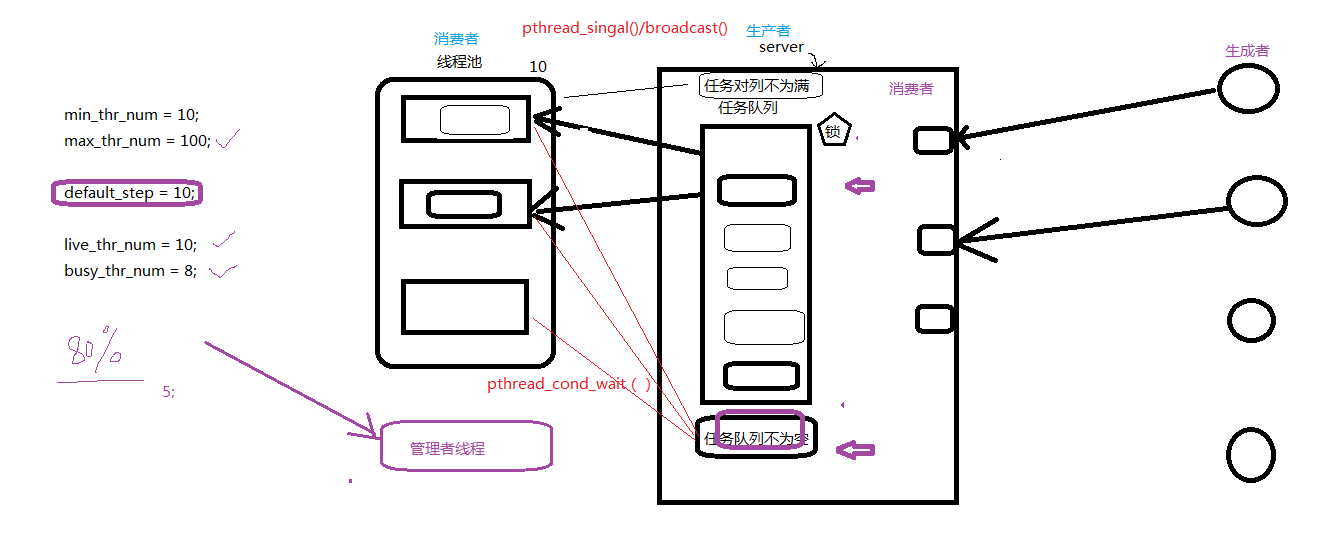 pthread_singal()/broadcast()
消费者
生产者
server
生成者
线程池
10
任务对列不为满
消费者
任务队列
锁
min_thr_num = 10;
max_thr_num = 100;
default_step = 10;
live_thr_num = 10;
busy_thr_num = 8;
80%
5;
pthread_cond_wait ( )
任务队列不为空
管理者线程